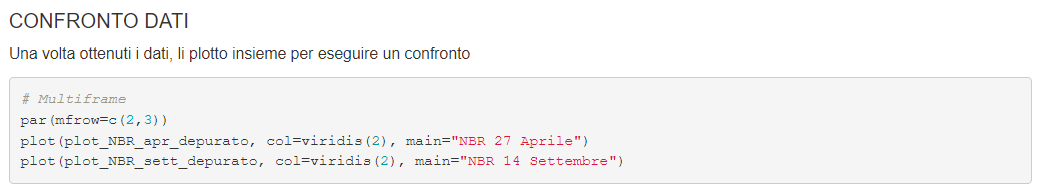 CONFRONTO DATI
Una volta ottenuti i dati, li plotto insieme per eseguire un confronto
# Multiframe
par(mfrow=c(2,3))
plot(plot_NBR_apr_depurato, col=viridis(2), main="NBR 27 Aprile")
plot(plot_NBR_sett_depurato, col=viridis(2), main="NBR 14 Settembre")